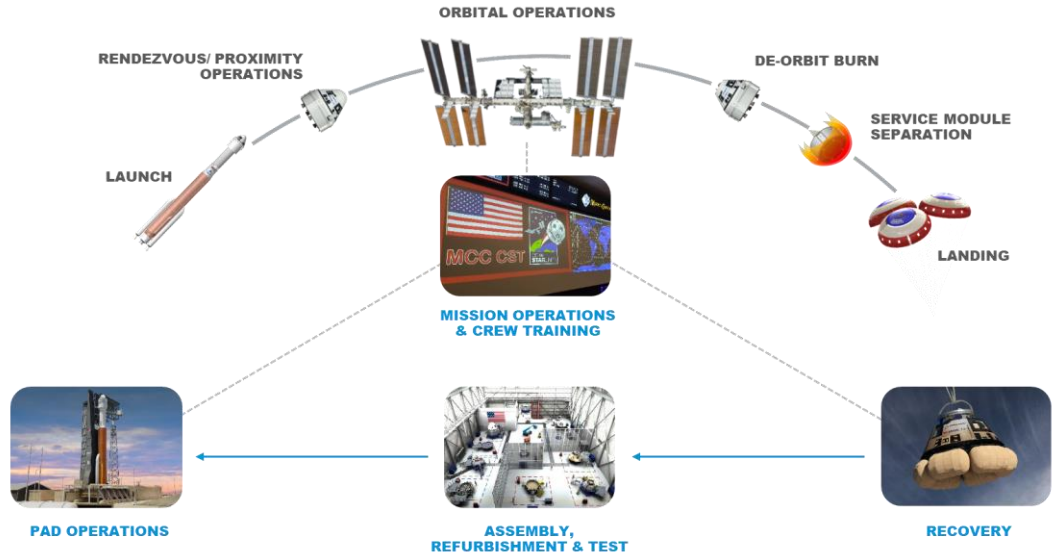 ORBITAL OPERATIONS
RENDEZVOUS/ PROXIMITY
OPERATIONS
DE-ORBIT BURN
SERVICE MODULE
SEPARATION
LAUNCH
LANDING
MCC CST
MISSION OPERATIONS
& CREW TRAINING
PAD OPERATIONS
ASSEMBLY,
REFURBISHMENT & TEST
RECOVERY